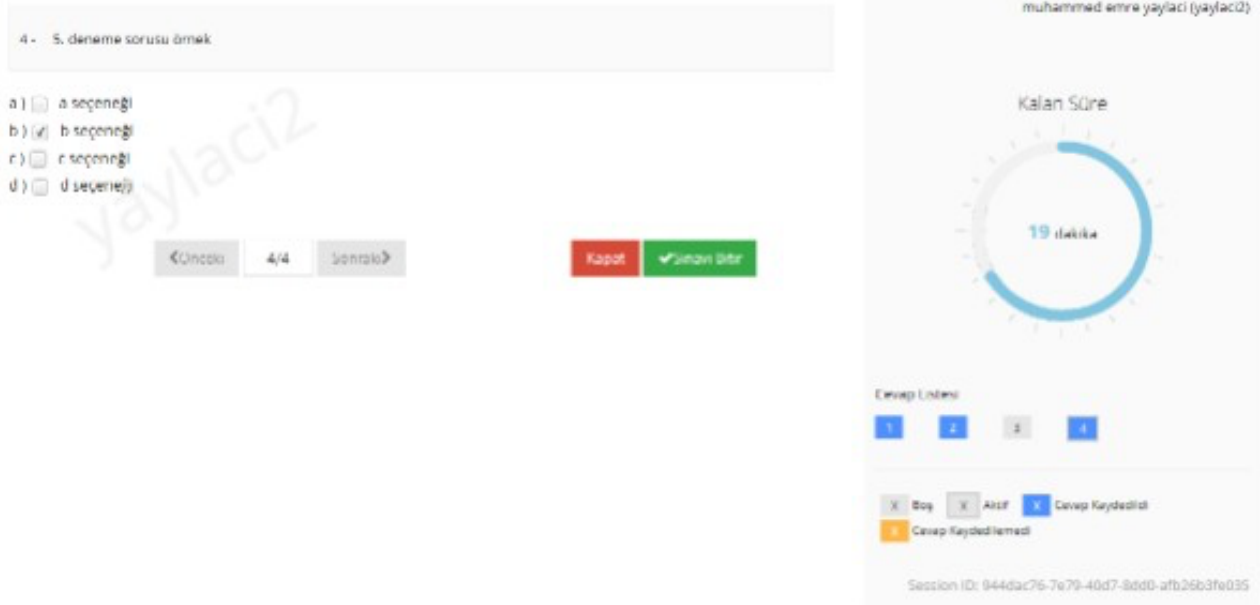 muhammed emre yaylaci (yaylaci2)
4 - 5. deneme sorusu örnek
a ) a seçeneği
b ) b seçeneği
c ) c seçeneği
d ) d seçeneği
yaylaci2
Önceki 4/4 Sonraki
Kapat Sınavı Bitir
Kalan Süre
19 dakika
Cevap Listesi
1 2 3 4
X Boş X Aktif X Cevap Kaydedildi
X Cevap Kaydedilemedi
Session ID: 944dac76-7e79-40d7-8dd0-afb26b3fe035